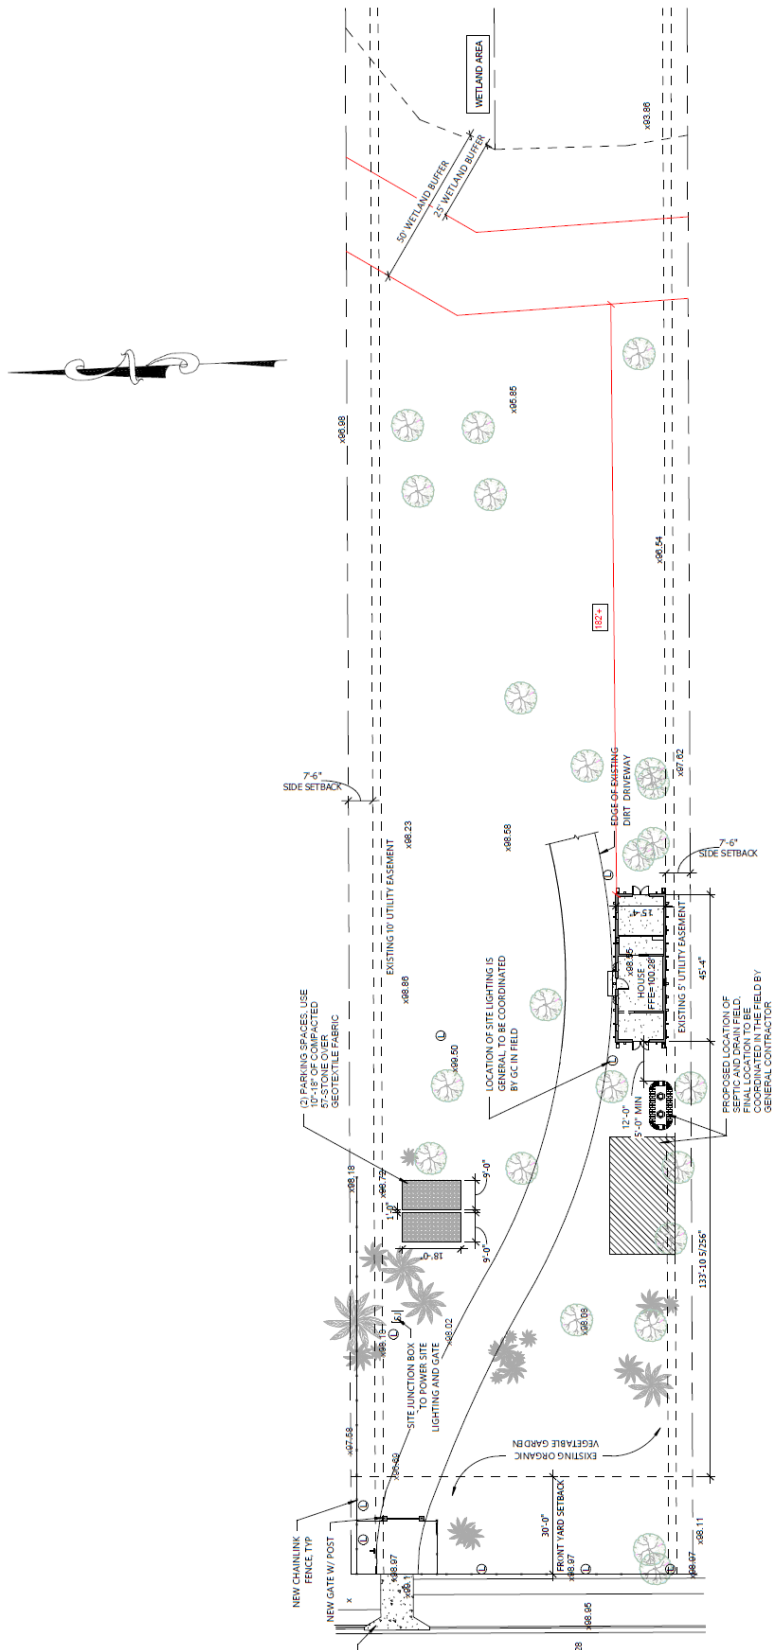 WETLAND AREA
x93.86
50' WETLAND BUFFER
25' WETLAND BUFFER
N
x95.85
x96.98
x96.54
182'+
x97.62
7'-6"
SIDE SETBACK
EDGE OF EXISTING
DIRT DRIVEWAY
x98.23
x98.58
7'-6"
SIDE SETBACK
EXISTING 10' UTILITY EASEMENT
15'-4"
x98.86
LOCATION OF SITE LIGHTING IS
GENERAL, TO BE COORDINATED
BY GC IN FIELD
HOUSE
FFE=100.28'
EXISTING 5' UTILITY EASEMENT
45'-4"
L
L
L
x99.50
(2) PARKING SPACES, USE
10"-18" OF COMPACTED
57-STONE OVER
GEOTEXTILE FABRIC
PROPOSED LOCATION OF
SEPTIC AND DRAIN FIELD.
FINAL LOCATION TO BE
COORDINATED IN THE FIELD BY
GENERAL CONTRACTOR
12'-0"
5'-0" MIN
x98.18
x98.72
1'-0"
9'-0"
9'-0"
18'-0"
133'-10 5/256"
x98.08
x98.02
SJ
L
SITE JUNCTION BOX
TO POWER SITE
LIGHTING AND GATE
EXISTING ORGANIC
VEGETABLE GARDEN
x97.58
NEW CHAINLINK
FENCE, TYP
NEW GATE W/ POST
L
L
30'-0"
FRONT YARD SETBACK
x98.11
x98.97
x98.97
x98.97
L
L
L
x
x99.1
x98.95
28